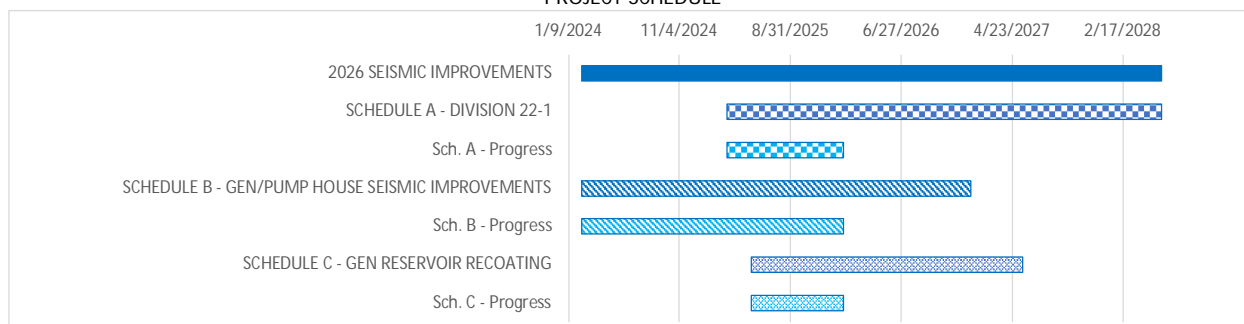 PROJECT SCHEDULE
1/9/2024 11/4/2024 8/31/2025 6/27/2026 4/23/2027 2/17/2028
2026 SEISMIC IMPROVEMENTS
SCHEDULE A - DIVISION 22-1
Sch. A - Progress
SCHEDULE B - GEN/PUMP HOUSE SEISMIC IMPROVEMENTS
Sch. B - Progress
SCHEDULE C - GEN RESERVOIR RECOATING
Sch. C - Progress